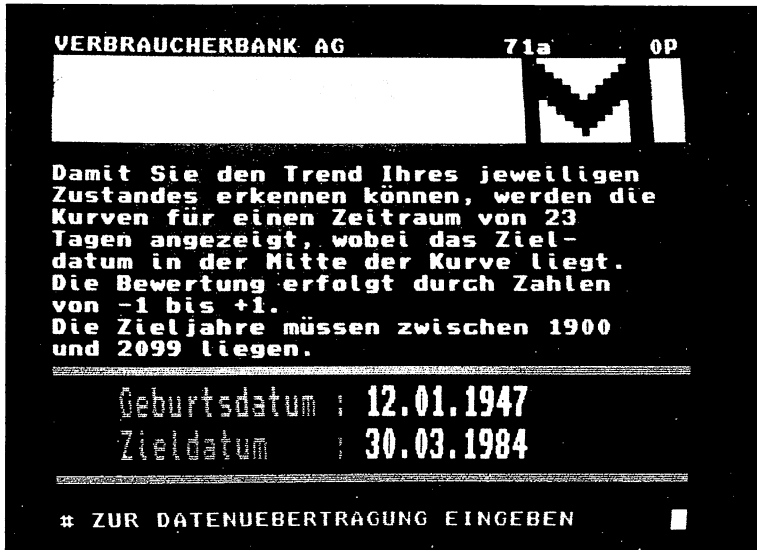 VERBRAUCHERBANK AG 71a 0P
Damit Sie den Trend Ihres jeweiligen
Zustandes erkennen können, werden die
Kurven für einen Zeitraum von 23
Tagen angezeigt, wobei das Ziel-
datum in der Mitte der Kurve liegt.
Die Bewertung erfolgt durch Zahlen
von -1 bis +1.
Die Zieljahre müssen zwischen 1900
und 2099 liegen.
Geburtsdatum : 12.01.1947
Zieldatum : 30.03.1984
# ZUR DATENUEBERTRAGUNG EINGEBEN